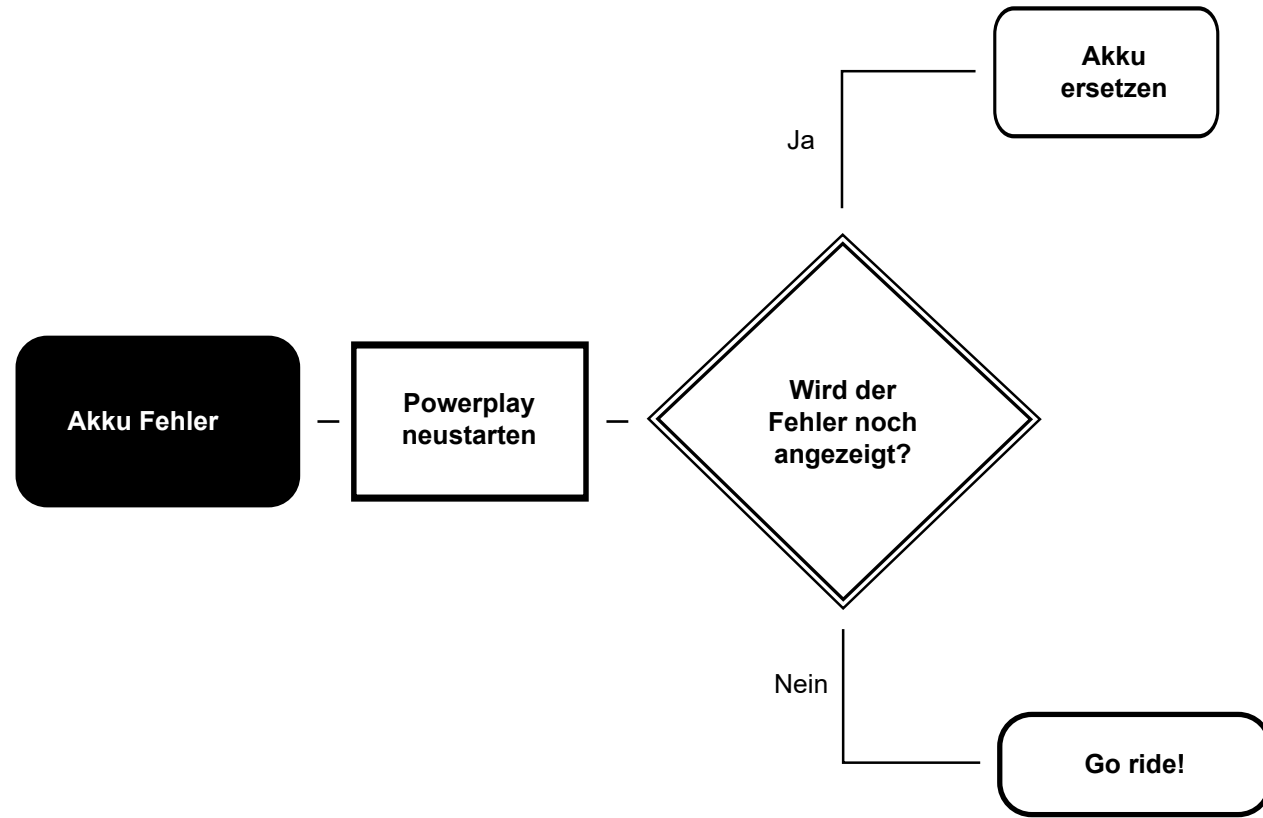 Akku
ersetzen
Ja
Akku Fehler
Powerplay
neustarten
Wird der
Fehler noch
angezeigt?
Nein
Go ride!